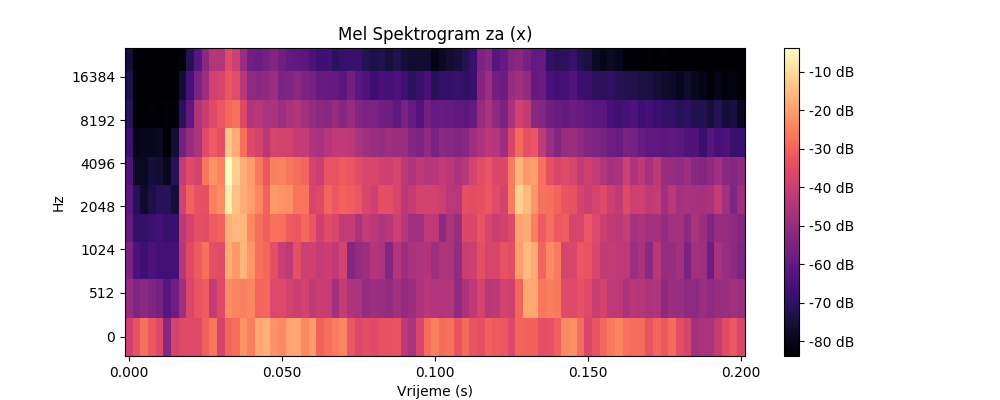 Mel Spektrogram za (x)
Hz
16384
8192
4096
2048
1024
512
0
0.000 0.050 0.100 0.150 0.200
Vrijeme (s)
-10 dB
-20 dB
-30 dB
-40 dB
-50 dB
-60 dB
-70 dB
-80 dB